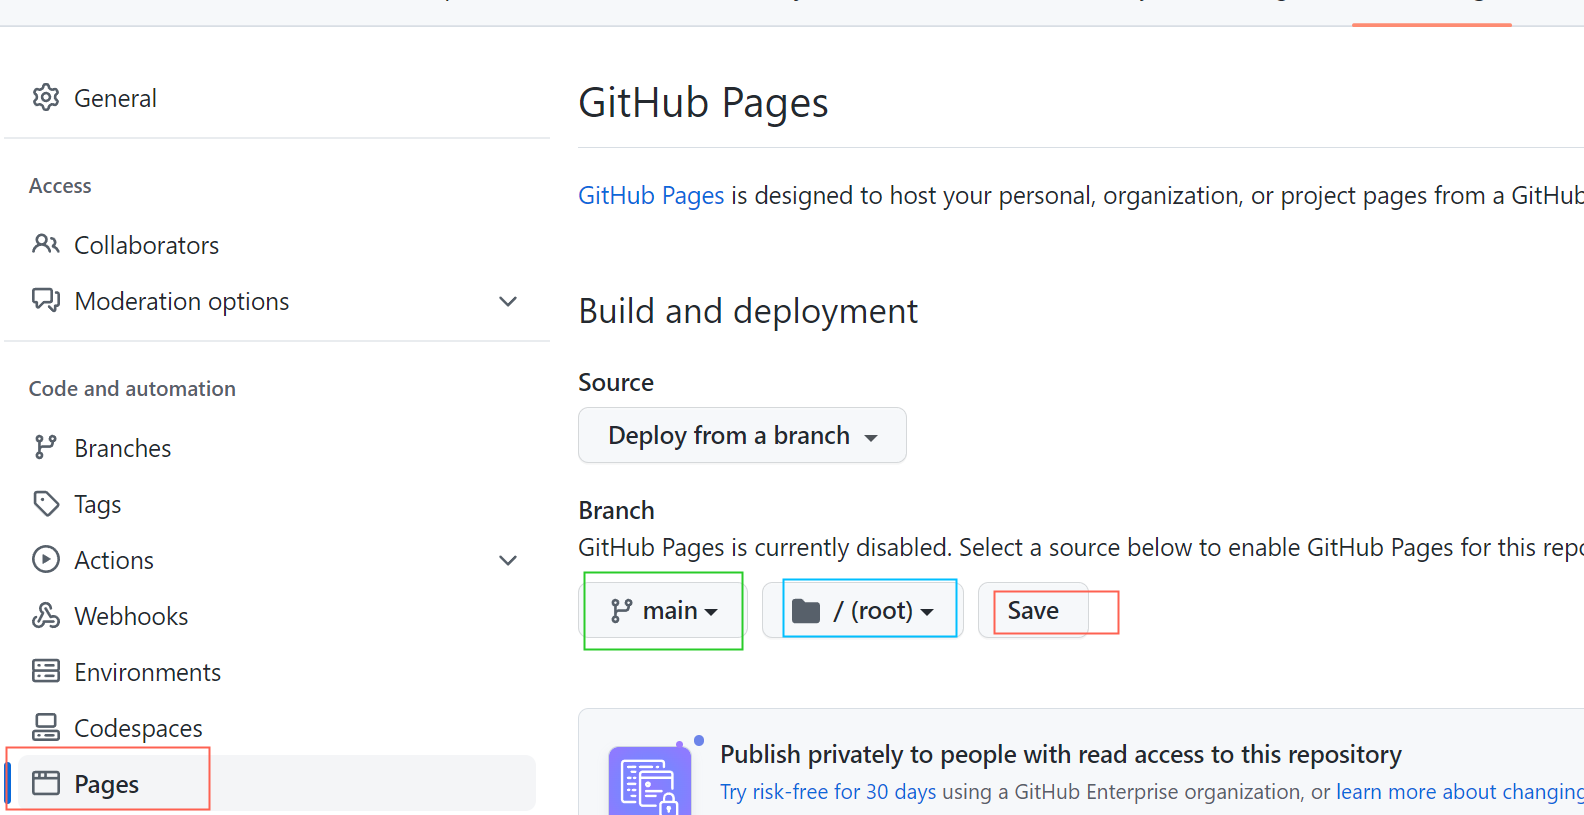 General
Access
Collaborators
Moderation options
Code and automation
Branches
Tags
Actions
Webhooks
Environments
Codespaces
Pages
GitHub Pages
GitHub Pages is designed to host your personal, organization, or project pages from a GitHub
Build and deployment
Source
Deploy from a branch
Branch
GitHub Pages is currently disabled. Select a source below to enable GitHub Pages for this repo
main
/ (root)
Save
Publish privately to people with read access to this repository
Try risk-free for 30 days using a GitHub Enterprise organization, or learn more about changing